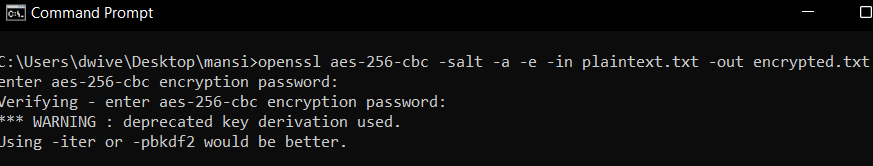 Command Prompt
C:\Users\dwive\Desktop\mansi>openssl aes-256-cbc -salt -a -e -in plaintext.txt -out encrypted.txt
enter aes-256-cbc encryption password:
Verifying - enter aes-256-cbc encryption password:
*** WARNING : deprecated key derivation used.
Using -iter or -pbkdf2 would be better.